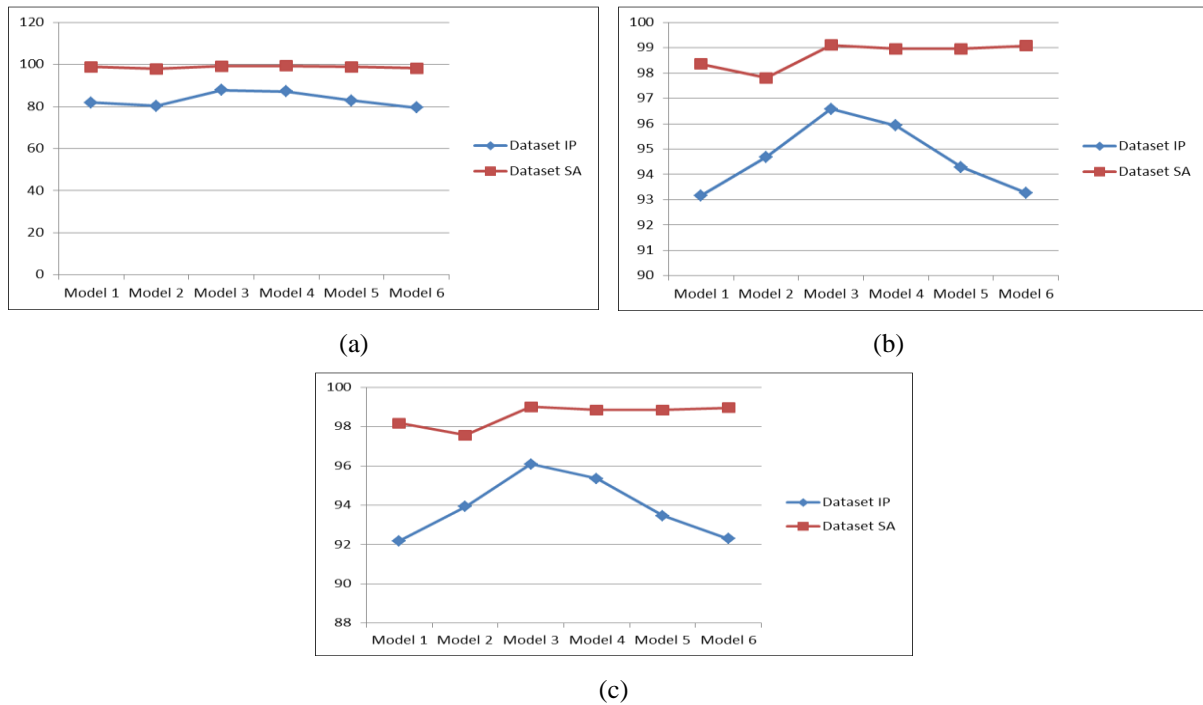 120
100
80
60
40
20
0
Model 1 Model 2 Model 3 Model 4 Model 5 Model 6
Dataset IP
Dataset SA
(a)
100
99
98
97
96
95
94
93
92
91
90
Model 1 Model 2 Model 3 Model 4 Model 5 Model 6
Dataset IP
Dataset SA
(b)
100
98
96
94
92
90
88
Model 1 Model 2 Model 3 Model 4 Model 5 Model 6
Dataset IP
Dataset SA
(c)